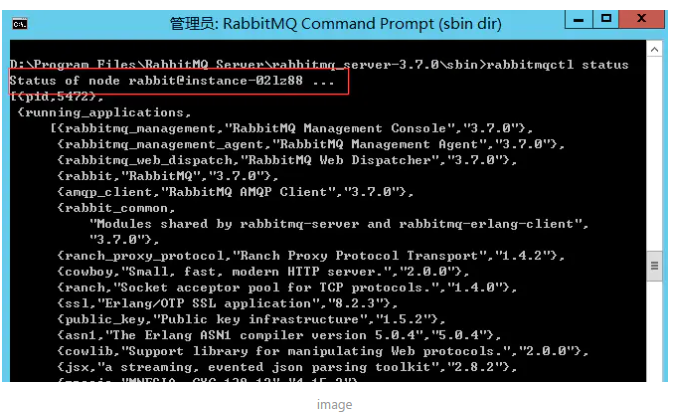 管理员: RabbitMQ Command Prompt (sbin dir)
D:\Program Files\RabbitMQ Server\rabbitmq_server-3.7.0\sbin>rabbitmqctl status
Status of node rabbit@instance-02lz88 ...
[{pid,5472},
{running_applications,
[{rabbitmq_management,"RabbitMQ Management Console","3.7.0"},
{rabbitmq_management_agent,"RabbitMQ Management Agent","3.7.0"},
{rabbitmq_web_dispatch,"RabbitMQ Web Dispatcher","3.7.0"},
{rabbit,"RabbitMQ","3.7.0"},
{amqp_client,"RabbitMQ AMQP Client","3.7.0"},
{rabbit_common,
"Modules shared by rabbitmq-server and rabbitmq-erlang-client",
"3.7.0"},
{ranch_proxy_protocol,"Ranch Proxy Protocol Transport","1.4.2"},
{cowboy,"Small, fast, modern HTTP server.","2.0.0"},
{ranch,"Socket acceptor pool for TCP protocols.","1.4.0"},
{ssl,"Erlang/OTP SSL application","8.2.3"},
{public_key,"Public key infrastructure","1.5.2"},
{asn1,"The Erlang ASN1 compiler version 5.0.4","5.0.4"},
{cowlib,"Support library for manipulating Web protocols.","2.0.0"},
{jsx,"a streaming, evented json parsing toolkit","2.8.2"},
image